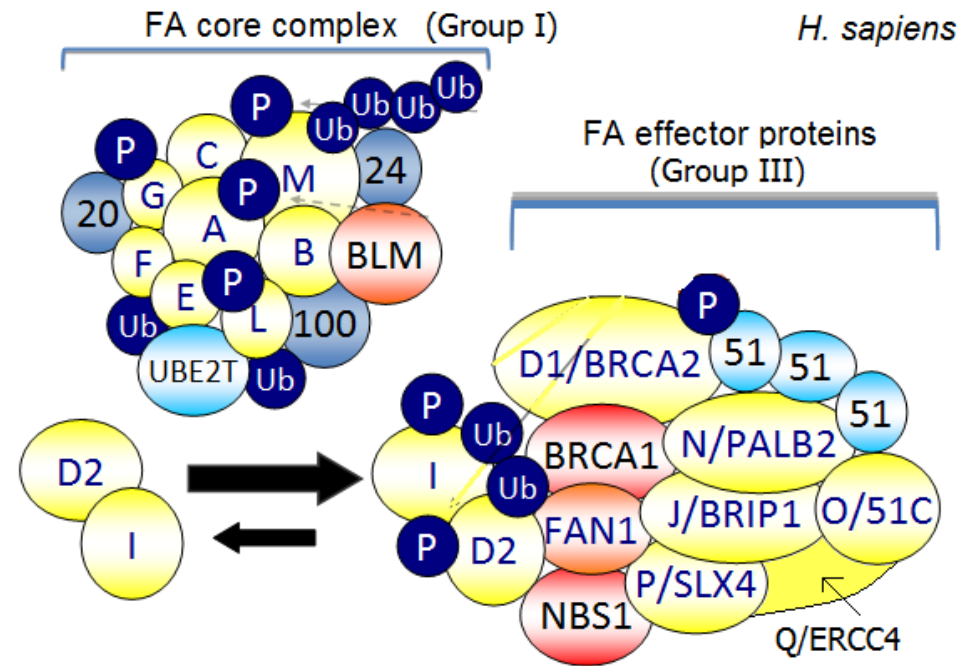 FA core complex (Group I)
H. sapiens
P
Ub
Ub
Ub
Ub
P
C
M
24
G
P
20
A
B
BLM
F
E
P
L
100
Ub
UBE2T
Ub
FA effector proteins
(Group III)
P
D1/BRCA2
51
51
51
P
Ub
D2
I
I
BRCA1
N/PALB2
Ub
P
D2
FAN1
J/BRIP1
O/51C
P/SLX4
NBS1
Q/ERCC4